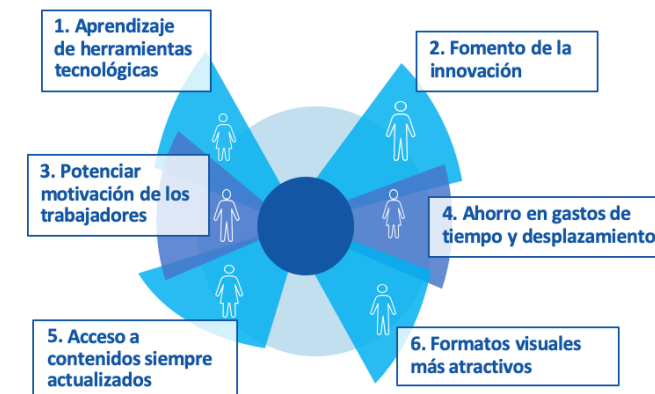 1. Aprendizaje
de herramientas
tecnológicas
2. Fomento de la
innovación
3. Potenciar
motivación de los
trabajadores
4. Ahorro en gastos de
tiempo y desplazamiento
5. Acceso a
contenidos siempre
actualizados
6. Formatos visuales
más atractivos